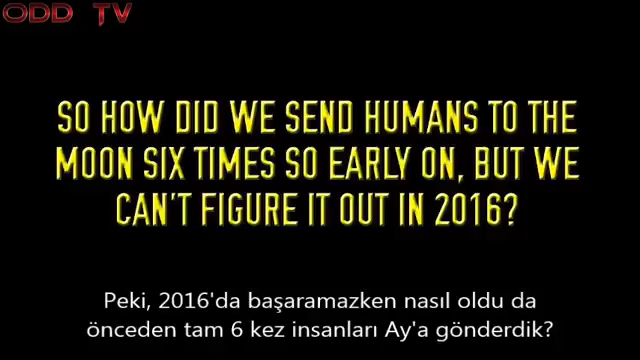 ODD TV
SO HOW DID WE SEND HUMANS TO THE
MOON SIX TIMES SO EARLY ON, BUT WE
CAN'T FIGURE IT OUT IN 2016?
Peki, 2016'da başaramazken nasıl oldu da
önceden tam 6 kez insanları Ay'a gönderdik?